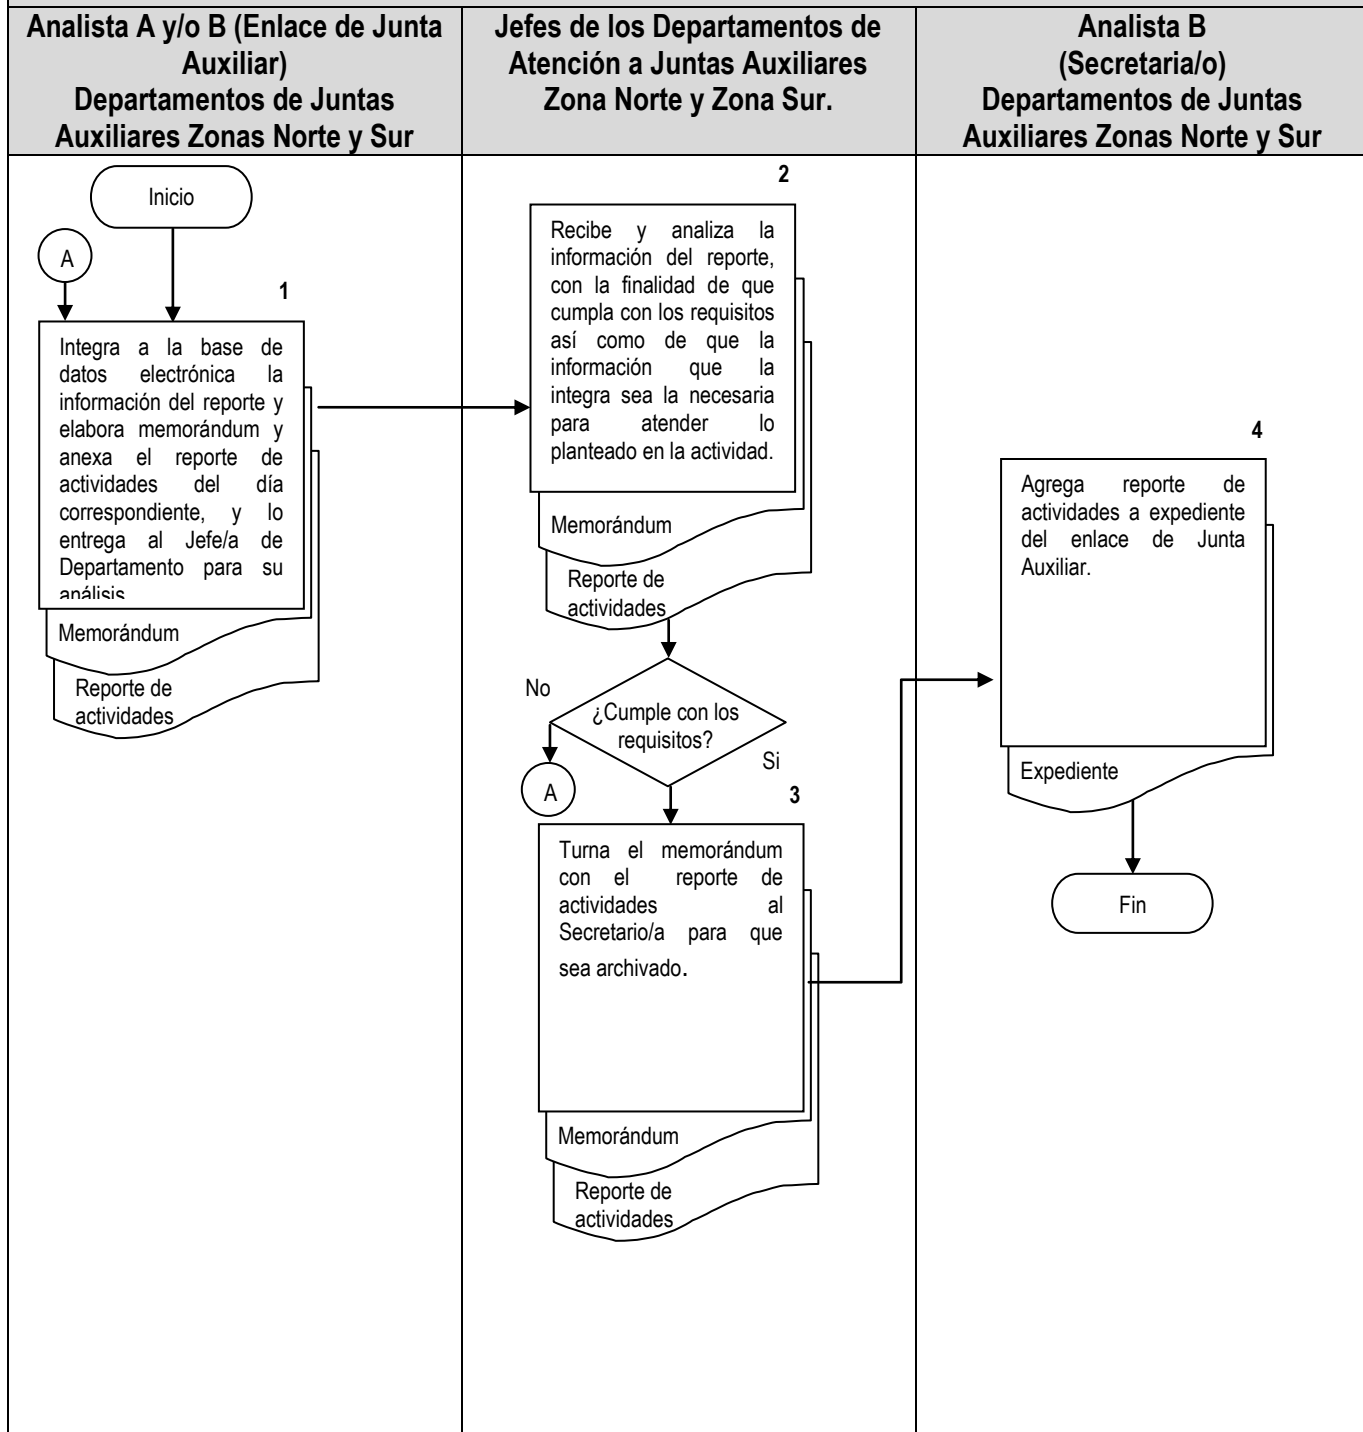 Analista A y/o B (Enlace de Junta
Auxiliar)
Departamentos de Juntas
Auxiliares Zonas Norte y Sur
Jefes de los Departamentos de
Atención a Juntas Auxiliares
Zona Norte y Zona Sur.
Analista B
(Secretaria/o)
Departamentos de Juntas
Auxiliares Zonas Norte y Sur
Inicio
A
1
Integra a la base de
datos electrónica la
información del reporte y
elabora memorándum y
anexa el reporte de
actividades del día
correspondiente, y lo
entrega al Jefe/a de
Departamento para su
análisis
Memorándum
Reporte de
actividades
2
Recibe y analiza la
información del reporte,
con la finalidad de que
cumpla con los requisitos
así como de que la
información que la
integra sea la necesaria
para atender lo
planteado en la actividad.
Memorándum
Reporte de
actividades
No
¿Cumple con los
requisitos?
Si
A
3
Turna el memorándum
con el reporte de
actividades al
Secretario/a para que
sea archivado.
Memorándum
Reporte de
actividades
4
Agrega reporte de
actividades a expediente
del enlace de Junta
Auxiliar.
Expediente
Fin